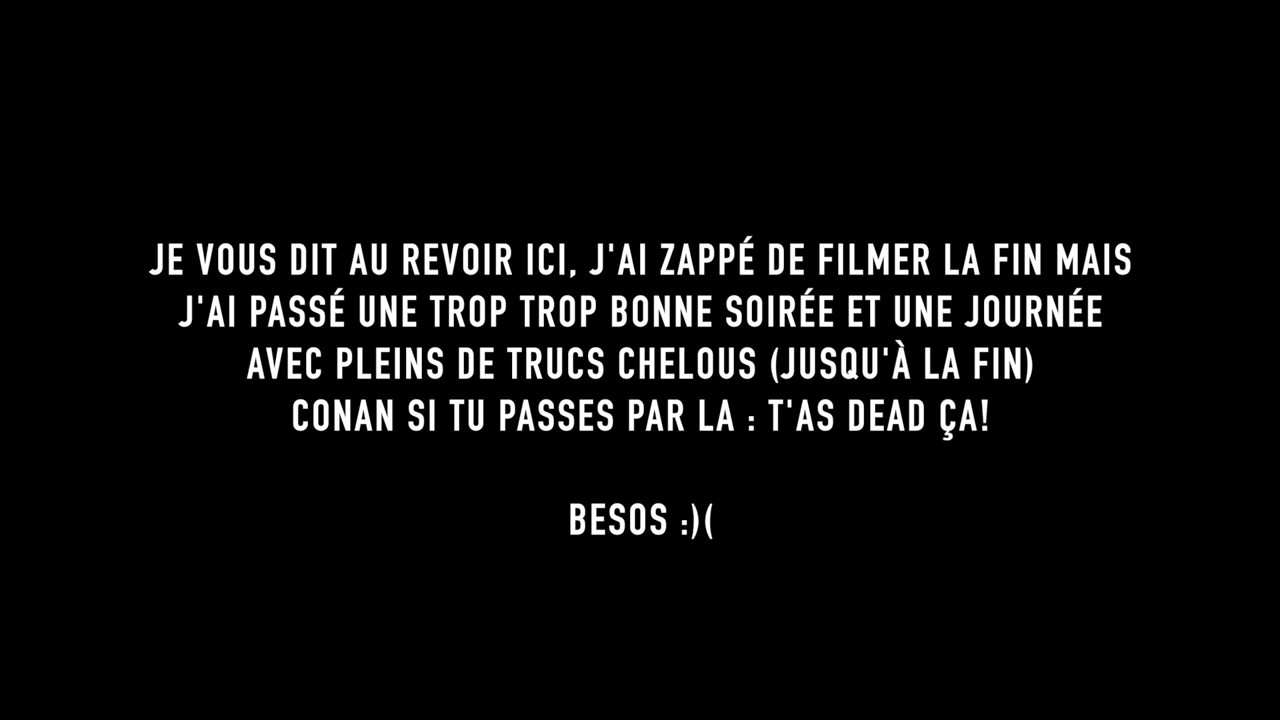 JE VOUS DIT AU REVOIR ICI, J'AI ZAPPÉ DE FILMER LA FIN MAIS
J'AI PASSÉ UNE TROP TROP BONNE SOIRÉE ET UNE JOURNÉE
AVEC PLEINS DE TRUCS CHELOUS (JUSQU'À LA FIN)
CONAN SI TU PASSES PAR LA : T'AS DEAD ÇA!
BESOS :)(